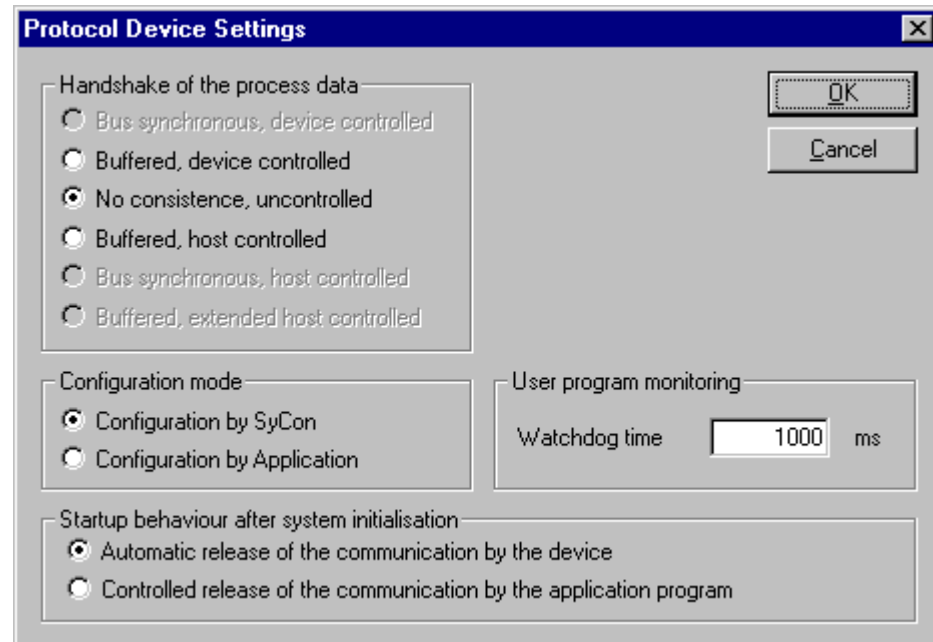 Protocol Device Settings
Handshake of the process data
Bus synchronous, device controlled
Buffered, device controlled
No consistence, uncontrolled
Buffered, host controlled
Bus synchronous, host controlled
Buffered, extended host controlled
OK
Cancel
Configuration mode
Configuration by SyCon
Configuration by Application
User program monitoring
Watchdog time 1000 ms
Startup behaviour after system initialisation
Automatic release of the communication by the device
Controlled release of the communication by the application program